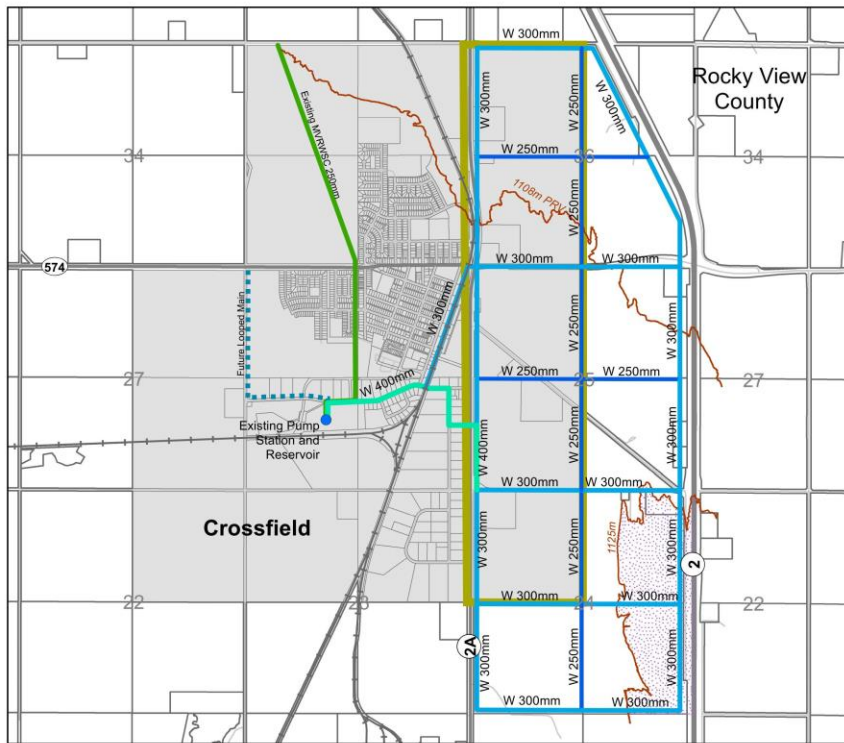 W 300mm
Rocky View
County
W 300mm
W 250mm
W 300mm
Existing MVRWSC 250mm
34
W 250mm
36
34
1108m PRV
W 250mm
574
W 300mm
W 300mm
Future Looped Main
W 300mm
W 250mm
W 300mm
27
W 250mm
W 250mm
25
27
W 400mm
Existing Pump
Station and
Reservoir
W 400mm
W 250mm
W 300mm
W 300mm
W 300mm
Crossfield
W 300mm
W 250mm
1125m
W 300mm
2
22
23
W 300mm
24
22
2A
W 300mm
W 250mm
W 300mm
W 300mm
W 300mm